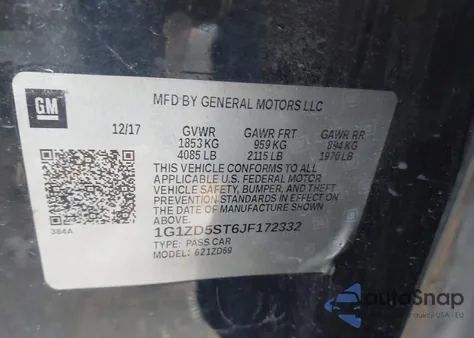 GM
MFD BY GENERAL MOTORS LLC
12/17 GVWR GAWR FRT GAWR RR
1853 KG 959 KG 894 KG
4085 LB 2115 LB 1970 LB
THIS VEHICLE CONFORMS TO ALL
APPLICABLE U.S. FEDERAL MOTOR
VEHICLE SAFETY, BUMPER, AND THEFT
PREVENTION STANDARDS IN EFFECT ON
THE DATE OF MANUFACTURE SHOWN
ABOVE.
384A
1G1ZD5ST6JF172332
TYPE: PASS CAR
MODEL: 621ZD69
autoSnap